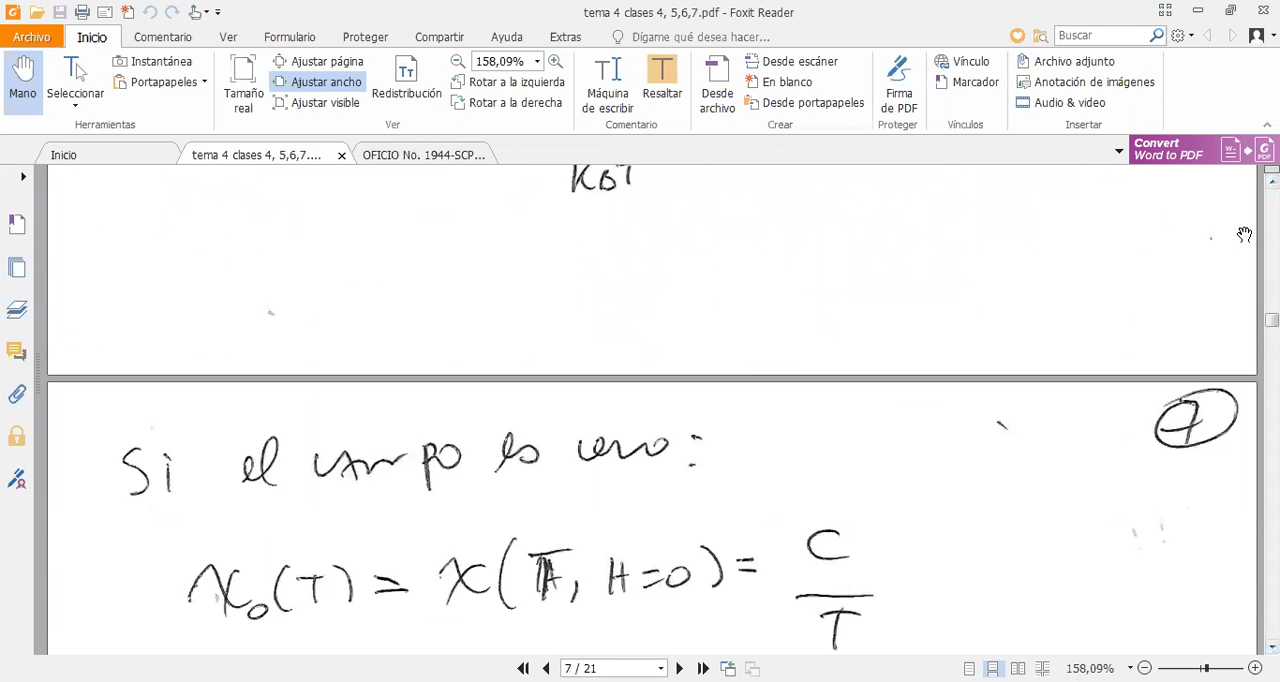 tema 4 clases 4, 5,6,7.pdf - Foxit Reader
Archivo Inicio Comentario Ver Formulario Proteger Compartir Ayuda Extras Dígame qué desea hacer... Buscar
Mano
Seleccionar
Instantánea
Portapapeles
Herramientas
Tamaño real
Ajustar página
Ajustar ancho
Ajustar visible
Redistribución
158,09%
Rotar a la izquierda
Rotar a la derecha
Ver
Máquina de escribir
Resaltar
Comentario
Desde archivo
Desde escáner
En blanco
Desde portapapeles
Crear
Firma de PDF
Proteger
Vínculo
Marcador
Vínculos
Archivo adjunto
Anotación de imágenes
Audio & video
Insertar
Inicio
tema 4 clases 4, 5,6,7....
OFICIO No. 1944-SCP...
Convert
Word to PDF
KBT
7
Si el campo es cero:
χ₀(T) = χ(T, H=0) = C/T
7 / 21
158,09%